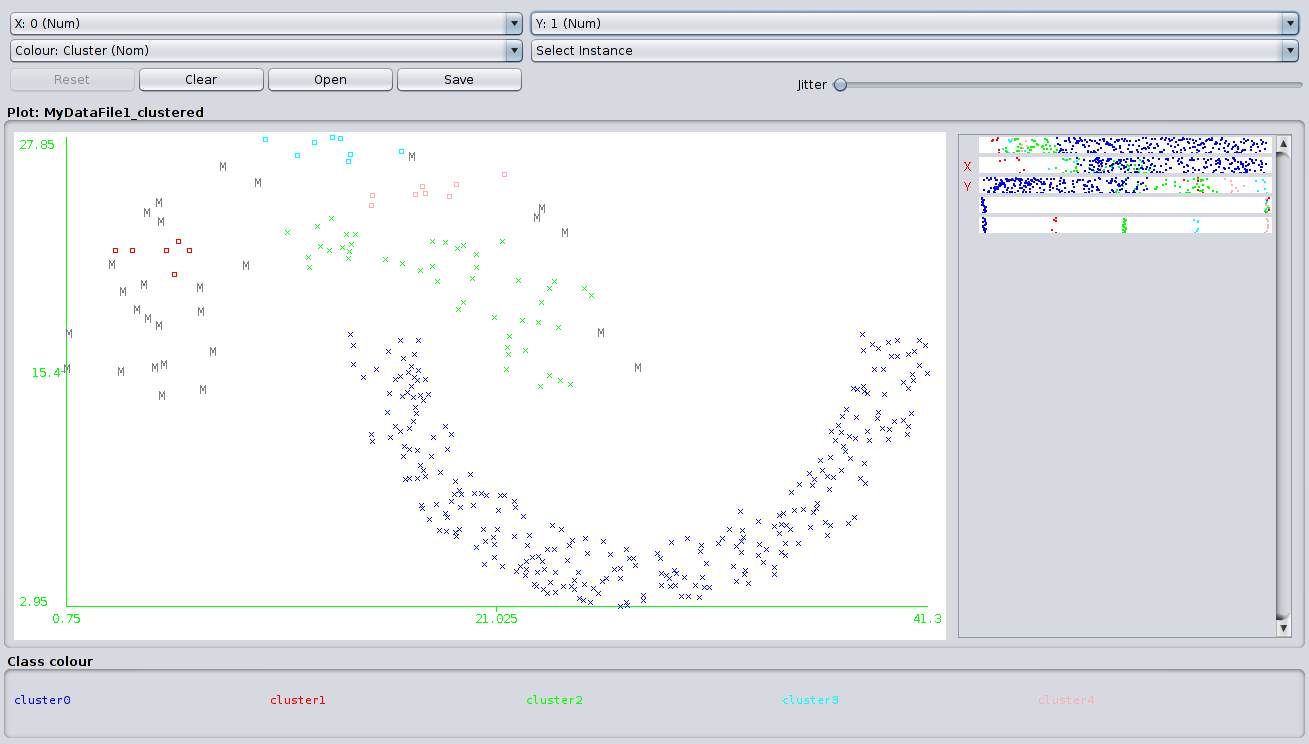 X: 0 (Num) Y: 1 (Num)
Colour: Cluster (Nom) Select Instance
Reset Clear Open Save Jitter
Plot: MyDataFile1_clustered
27.85
X
Y
15.4
2.95
0.75 21.025 41.3
Class colour
cluster0 cluster1 cluster2 cluster3 cluster4